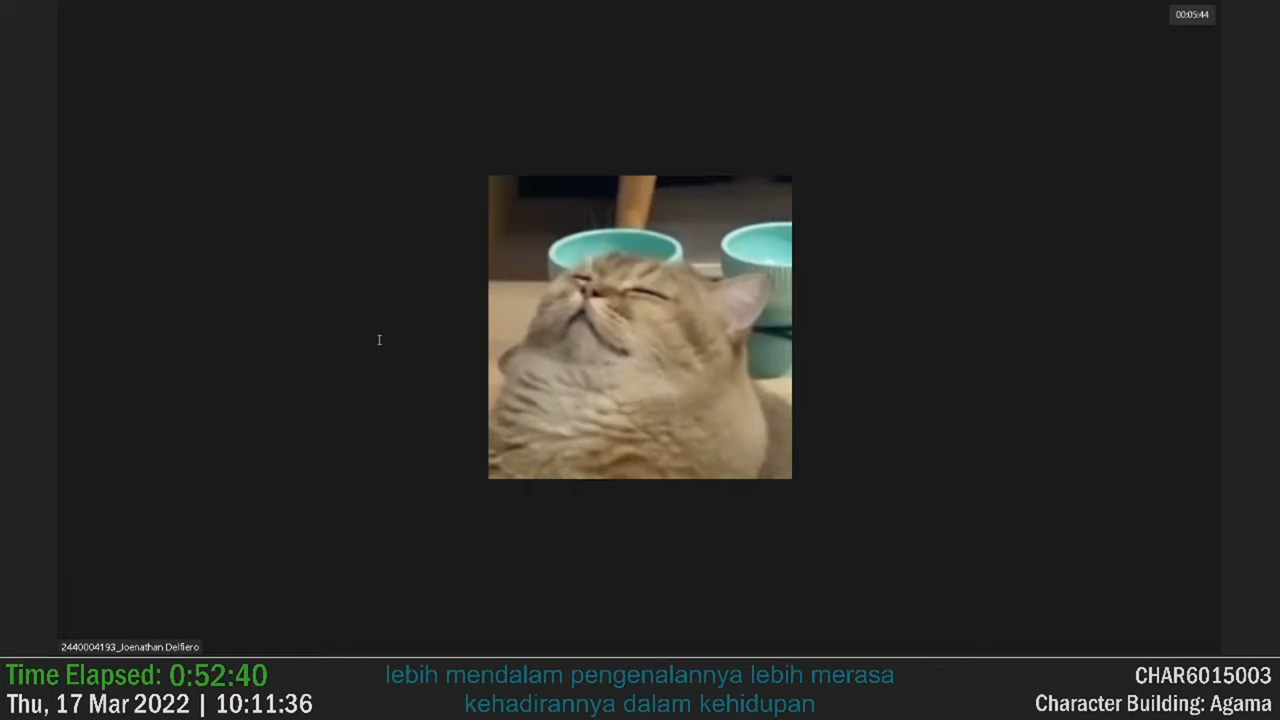 00:05:44
2440004193_Joenathan Delfiero
Time Elapsed: 0:52:40
Thu, 17 Mar 2022 | 10:11:36
lebih mendalam pengenalannya lebih merasa
kehadirannya dalam kehidupan
CHAR6015003
Character Building: Agama